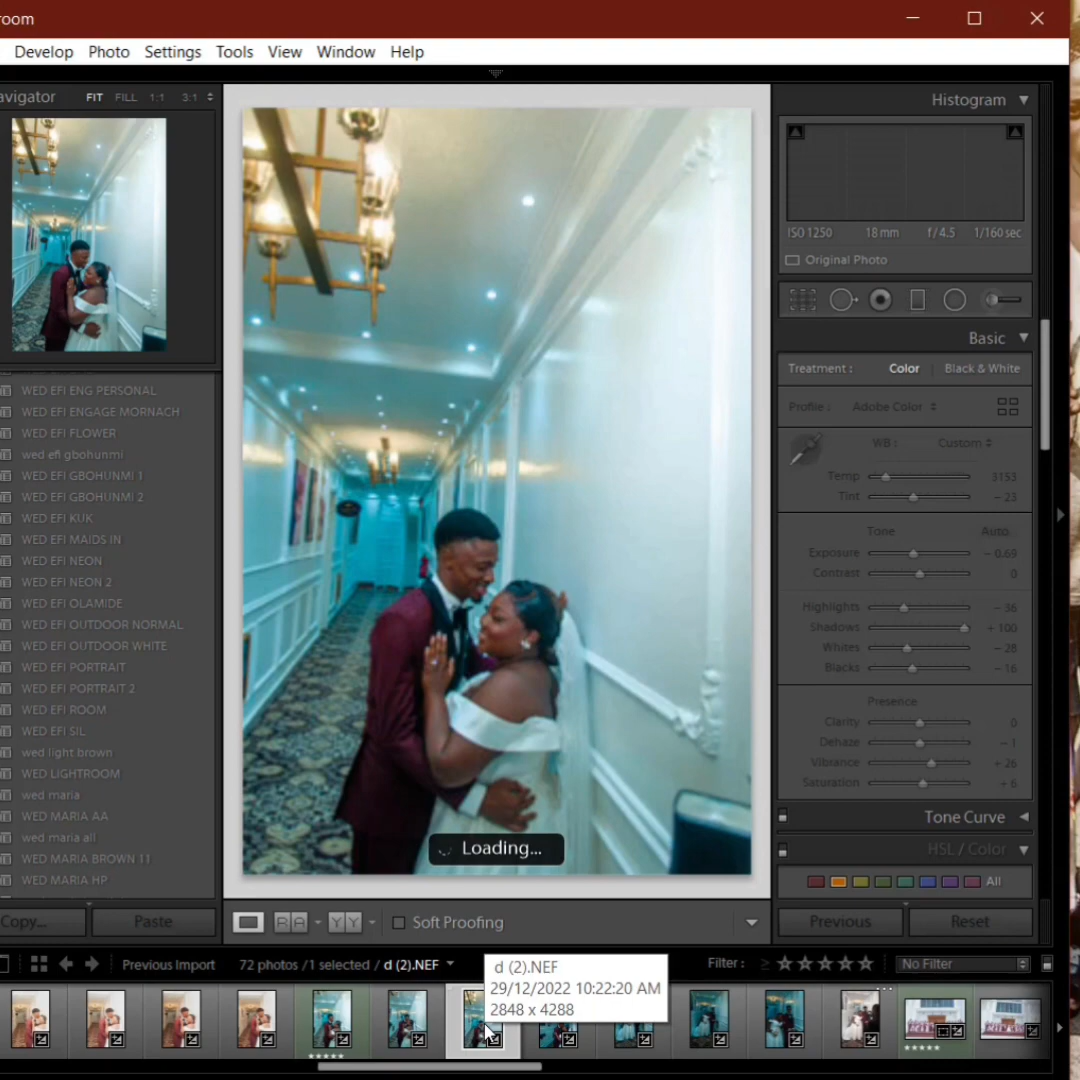 room
Develop Photo Settings Tools View Window Help
avigator FIT FILL 1:1 3:1
Histogram
ISO 1250 18 mm f/4.5 1/160 sec
Original Photo
Basic
Treatment : Color Black & White
Profile : Adobe Color
WB : Custom
Temp 3153
Tint – 23
Tone Auto
Exposure – 0.69
Contrast 0
Highlights – 36
Shadows + 100
Whites – 28
Blacks – 16
Presence
Clarity 0
Dehaze – 1
Vibrance + 26
Saturation + 6
Tone Curve
HSL / Color
All
Previous Reset
WED EFI ENG PERSONAL
WED EFI ENGAGE MORNACH
WED EFI FLOWER
wed efi gbohunmi
WED EFI GBOHUNMI 1
WED EFI GBOHUNMI 2
WED EFI KUK
WED EFI MAIDS IN
WED EFI NEON
WED EFI NEON 2
WED EFI OLAMIDE
WED EFI OUTDOOR NORMAL
WED EFI OUTDOOR WHITE
WED EFI PORTRAIT
WED EFI PORTRAIT 2
WED EFI ROOM
WED EFI SIL
wed light brown
WED LIGHTROOM
wed maria
WED MARIA AA
wed maria all
WED MARIA BROWN 11
WED MARIA HP
Copy... Paste
Loading...
R A Y Y Soft Proofing
Previous Import 72 photos /1 selected / d (2).NEF Filter : ≥ ★★★★★ No Filter
d (2).NEF
29/12/2022 10:22:20 AM
2848 x 4288